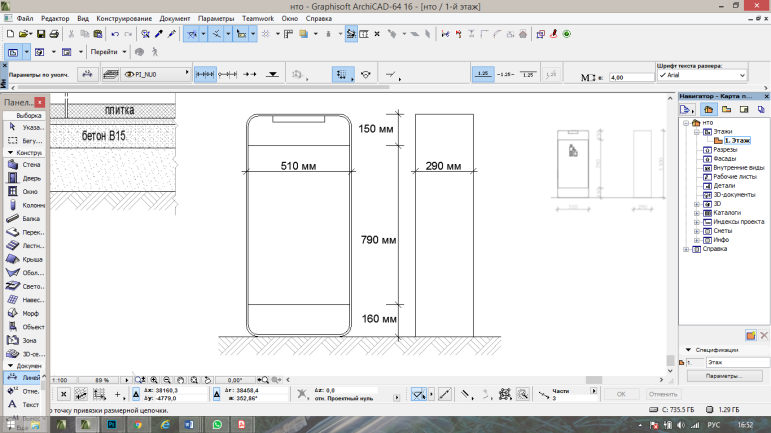 нто - Graphisoft ArchiCAD-64 16 - [нто / 1-й этаж]
Файл Редактор Вид Конструирование Документ Параметры Teamwork Окно Справка
Перейти
Параметры по умол.
PI_NU0
1.25
1.25
1.25
M
4,00
Шрифт текста размера
Arial
Панел...
Выборка
Указа...
Бегу...
Констру
Стена
Дверь
Окно
Колонн
Балка
Перек...
Лестн...
Крыша
Обол...
Свето...
Навес...
Морф
Объект
Зона
3D-се...
Докумен
Линей
Отме.
Текст
Еще
плитка
бетон В15
150 мм
510 мм
290 мм
790 мм
160 мм
Навигатор - Карта п...
нто
Этажи
1. Этаж
Разрезы
Фасады
Внутренние виды
Рабочие листы
Детали
3D-документы
3D
Каталоги
Индексы проекта
Сметы
Инфо
Справка
Спецификации
1. Этаж
Параметры...
1:100
89 %
0,00°
Δx: 38160,3
Δy: -4779,0
Δr: 38458,4
α: 352,86°
Δz: 0,0
отн. Проектный нуль
Части
3
OK
Отменить
о точку привязки размерной цепочки.
C: 735.5 ГБ
1.29 ГБ
РУС
16:52